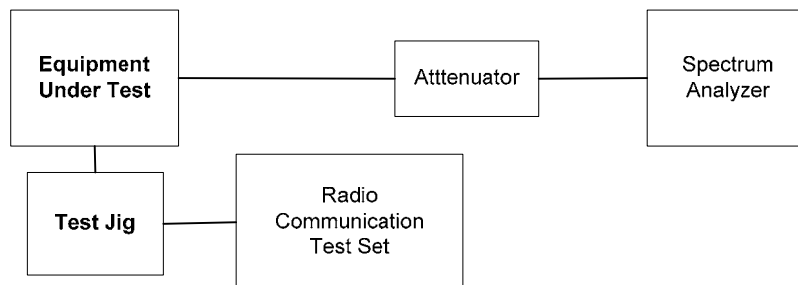 Equipment
Under Test
Atttenuator
Spectrum
Analyzer
Test Jig
Radio
Communication
Test Set